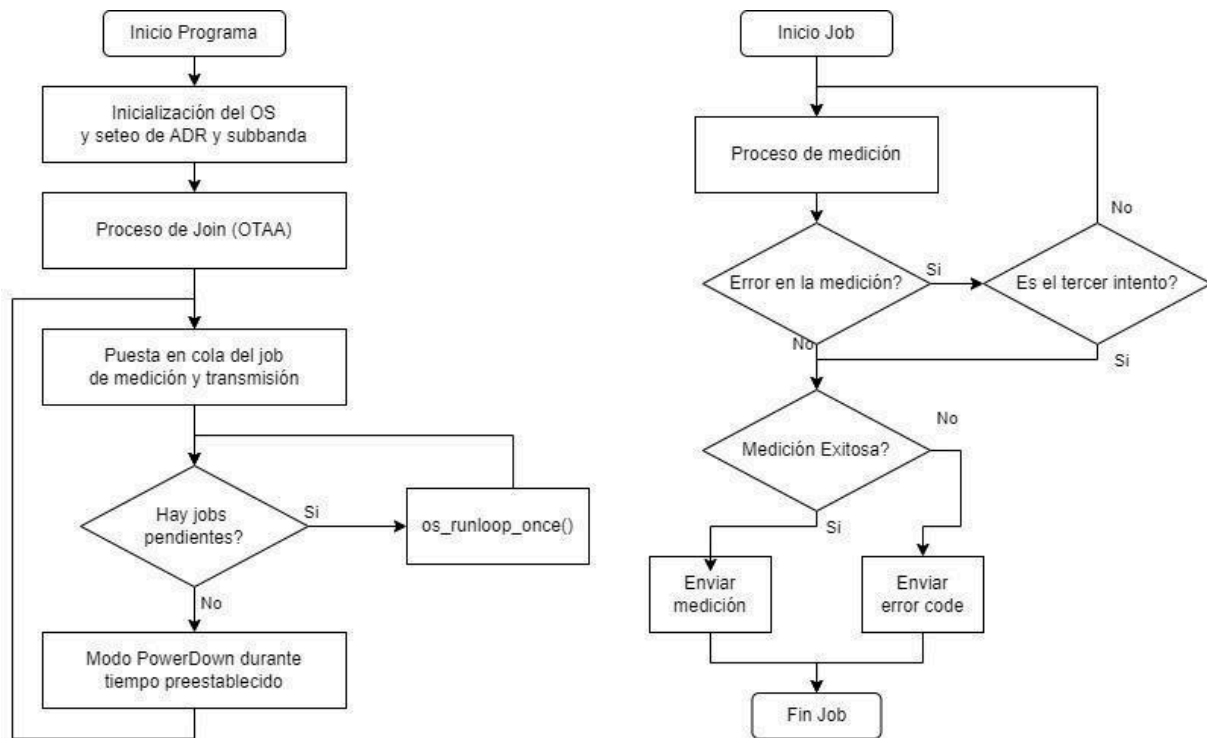 Inicio Programa
Inicialización del OS
y seteo de ADR y subbanda
Proceso de Join (OTAA)
Puesta en cola del job
de medición y transmisión
Hay jobs
pendientes?
Si
os_runloop_once()
No
Modo PowerDown durante
tiempo preestablecido
Inicio Job
Proceso de medición
Error en la medición?
Si
Es el tercer intento?
No
No
Si
Medición Exitosa?
No
Si
Enviar
medición
Enviar
error code
Fin Job